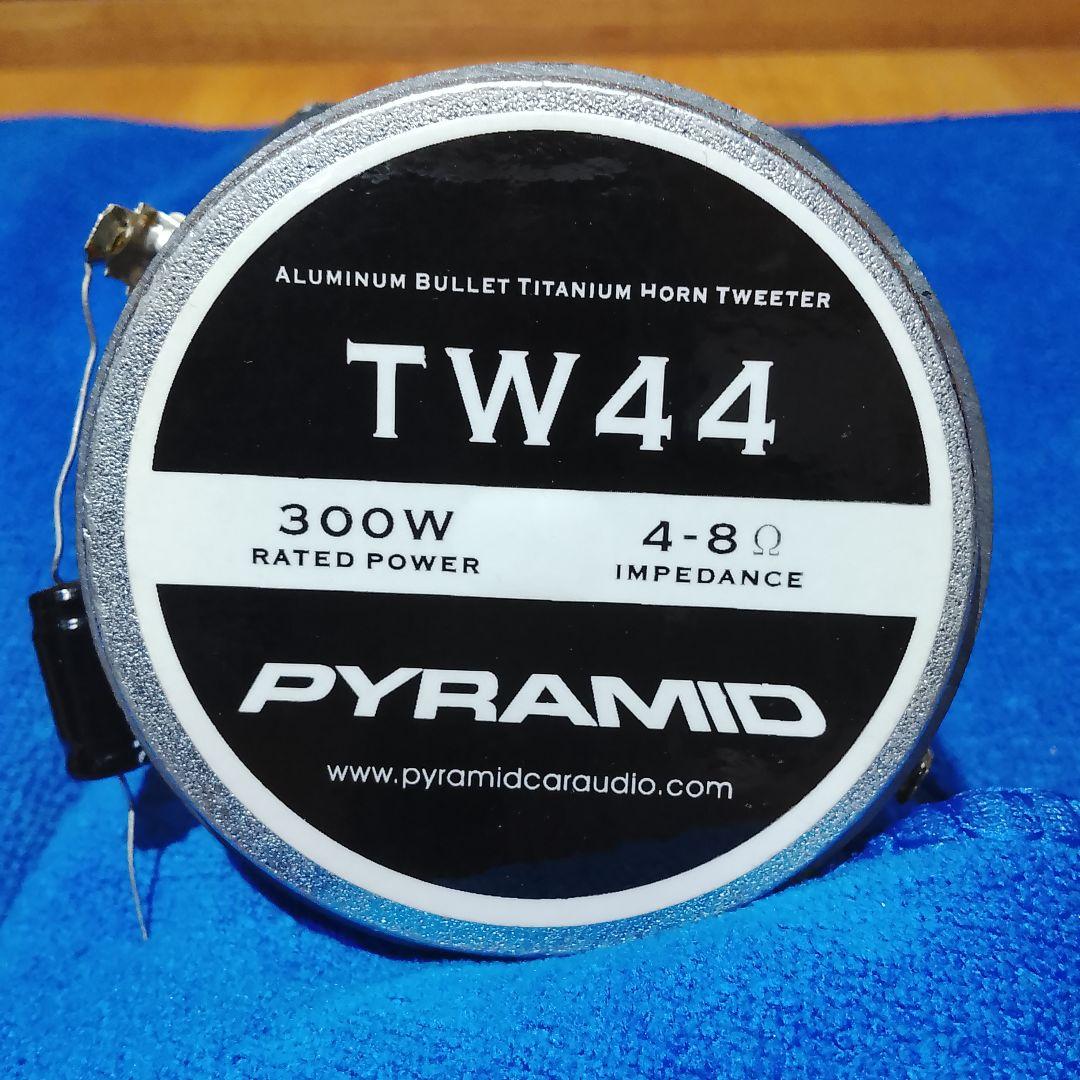 ALUMINUM BULLET TITANIUM HORN TWEETER
TW44
300W
RATED POWER
4-8 Ω
IMPEDANCE
PYRAMID
www.pyramidcaraudio.com